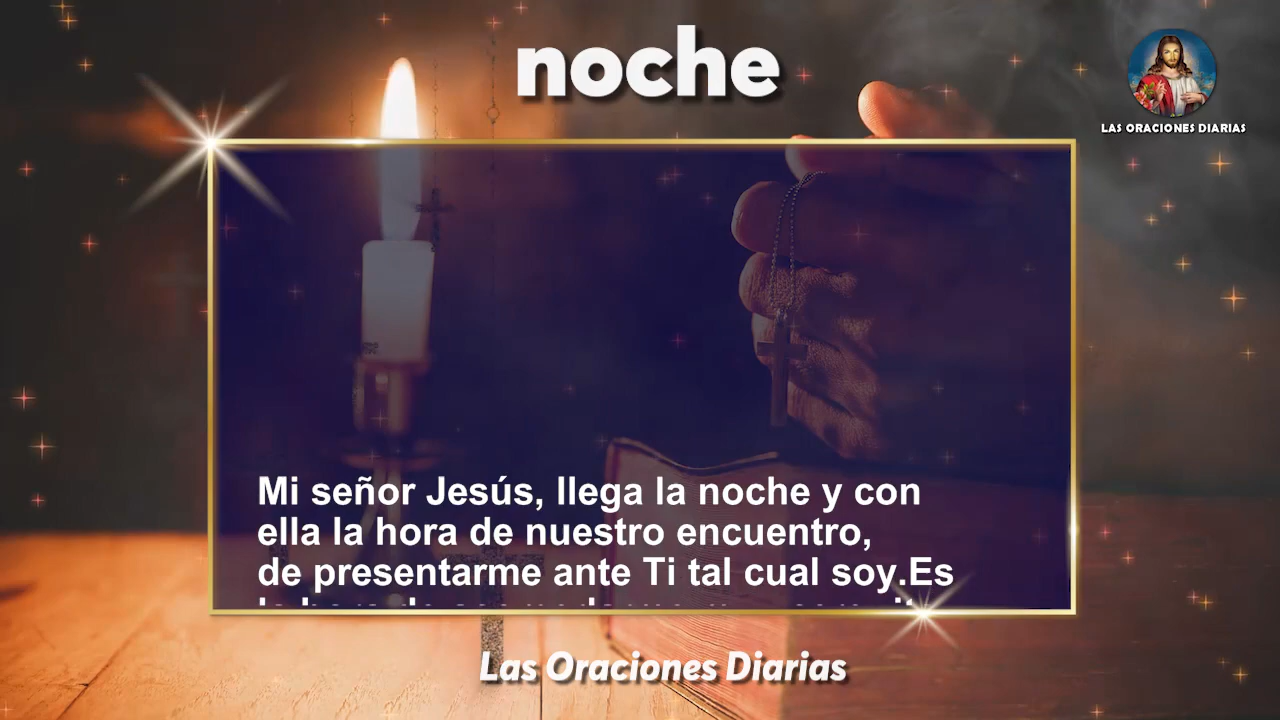 noche
LAS ORACIONES DIARIAS
Mi señor Jesús, llega la noche y con
ella la hora de nuestro encuentro,
de presentarme ante Ti tal cual soy.Es
Las Oraciones Diarias